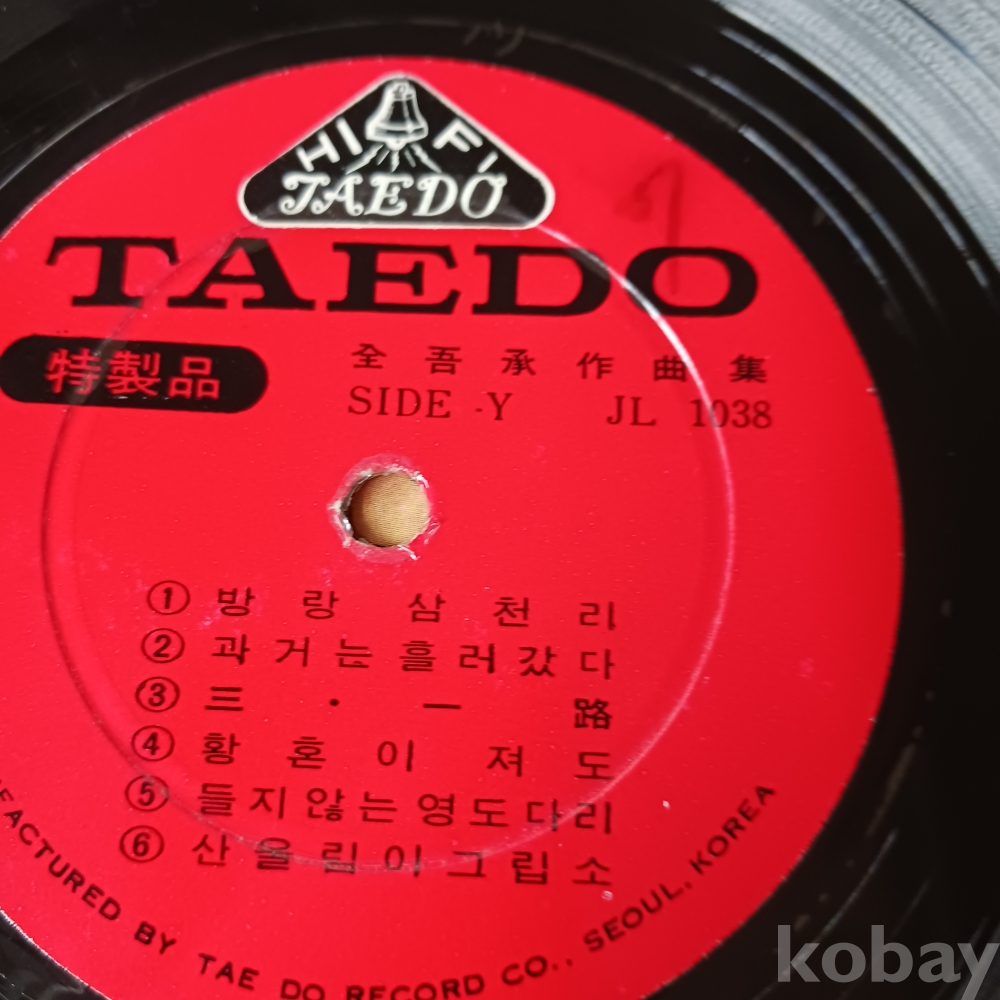 HI FI
TAEDO
TAEDO
特製品
全吾承作曲集
SIDE Y JL 1038
① 방랑삼천리
② 과거는흘러갔다
③ 三·一路
④ 황혼이져도
⑤ 들지않는영도다리
⑥ 산울림이그립소
FACTURED BY TAE DO RECORD CO., SEOUL, KOREA
kobay